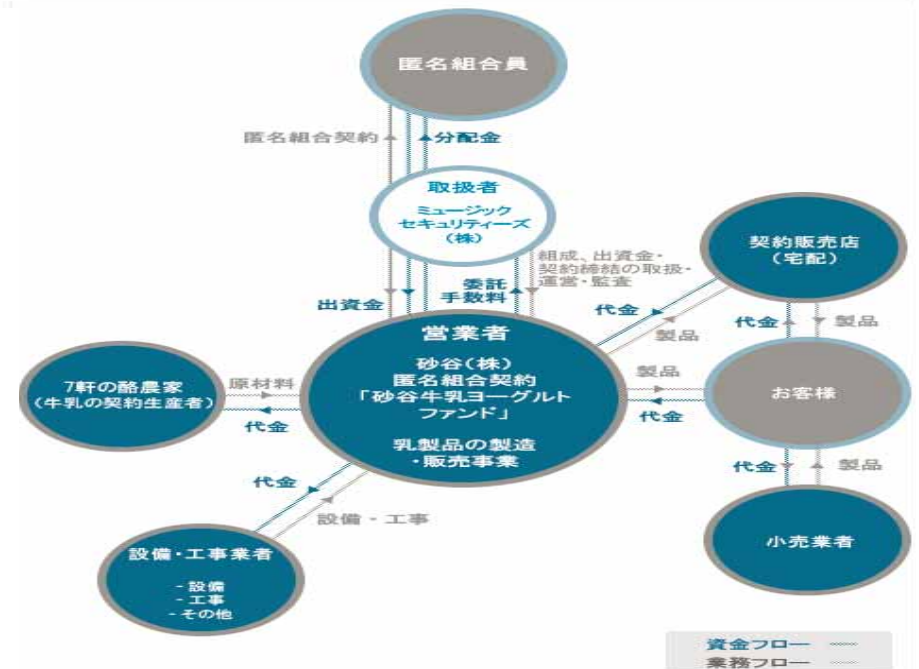 匿名組合員
匿名組合契約
分配金
取扱者
ミュージック
セキュリティーズ
(株)
組成、出資金・
契約締結の取扱・
運営・監査
委託
手数料
出資金
契約販売店
(宅配)
代金
製品
代金
製品
営業者
砂谷(株)
匿名組合契約
「砂谷牛乳ヨーグルト
ファンド」
乳製品の製造
・販売事業
7軒の酪農家
(牛乳の契約生産者)
原材料
代金
製品
代金
お客様
代金
製品
小売業者
代金
設備・工事
設備・工事業者
- 設備
- 工事
- その他
資金フロー
業務フロー